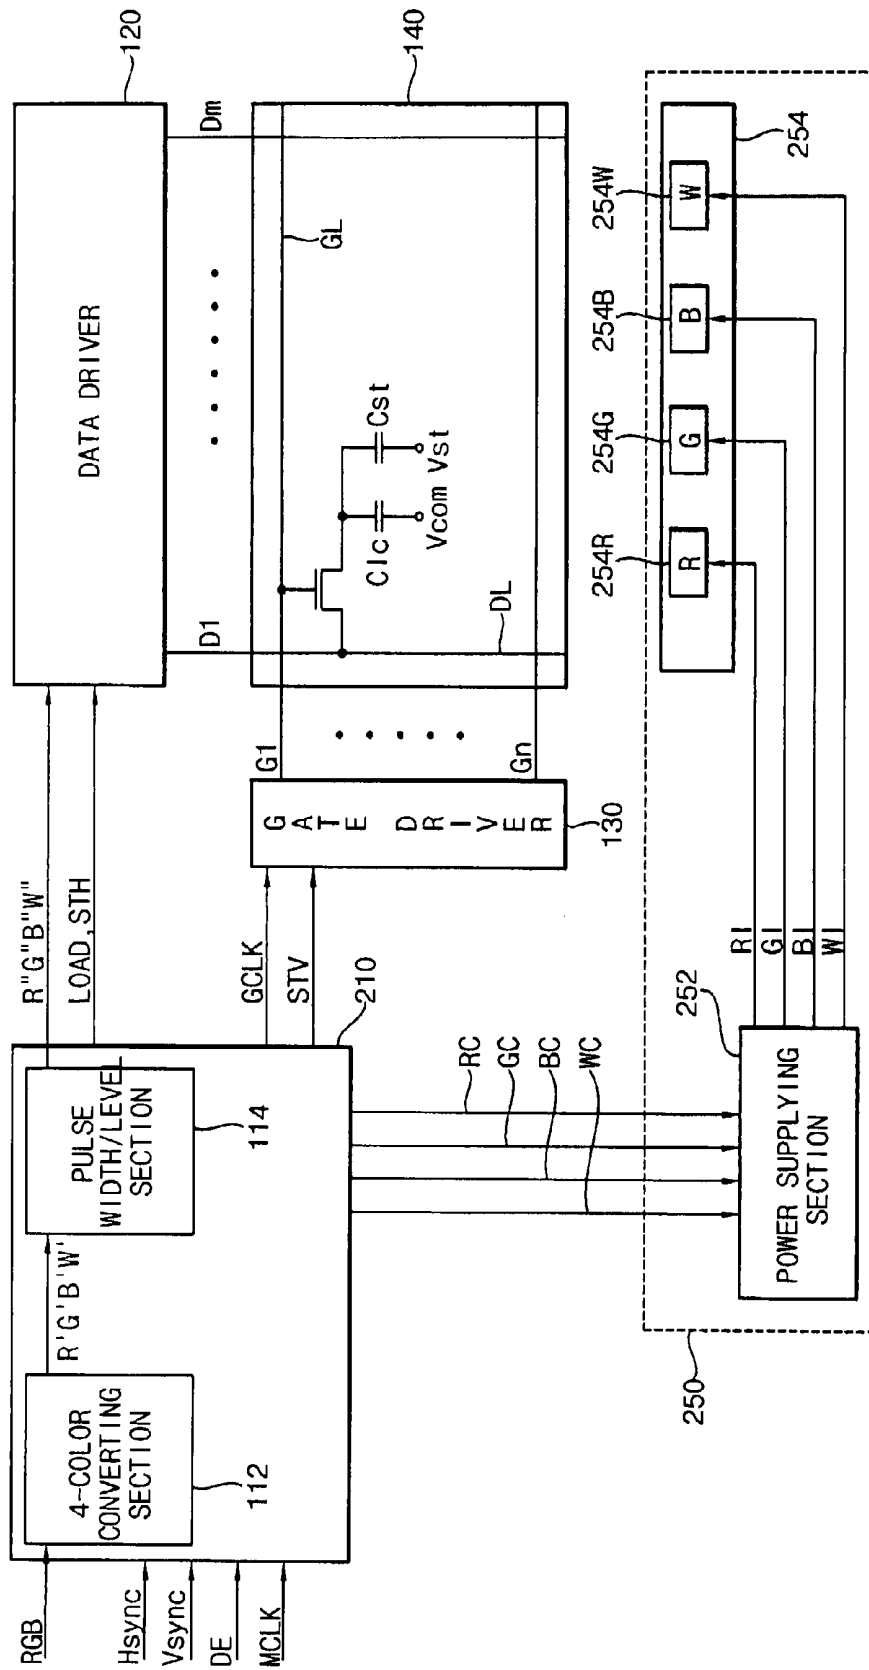 RGB
Hsync
Vsync
DE
MCLK
4-COLOR
CONVERTING
SECTION
112
R'G'B'W'
PULSE
WIDTH/LEVEL
SECTION
114
210
R"G"B"W"
LOAD,STH
GCLK
STV
DATA DRIVER
120
GATE DRIVER
130
G1
Gn
D1
Dm
140
GL
DL
Clc
Cst
Vcom
Vst
RC
GC
BC
WC
250
POWER SUPPLYING
SECTION
252
RI
GI
BI
WI
254R
254G
254B
254W
R
G
B
W
254